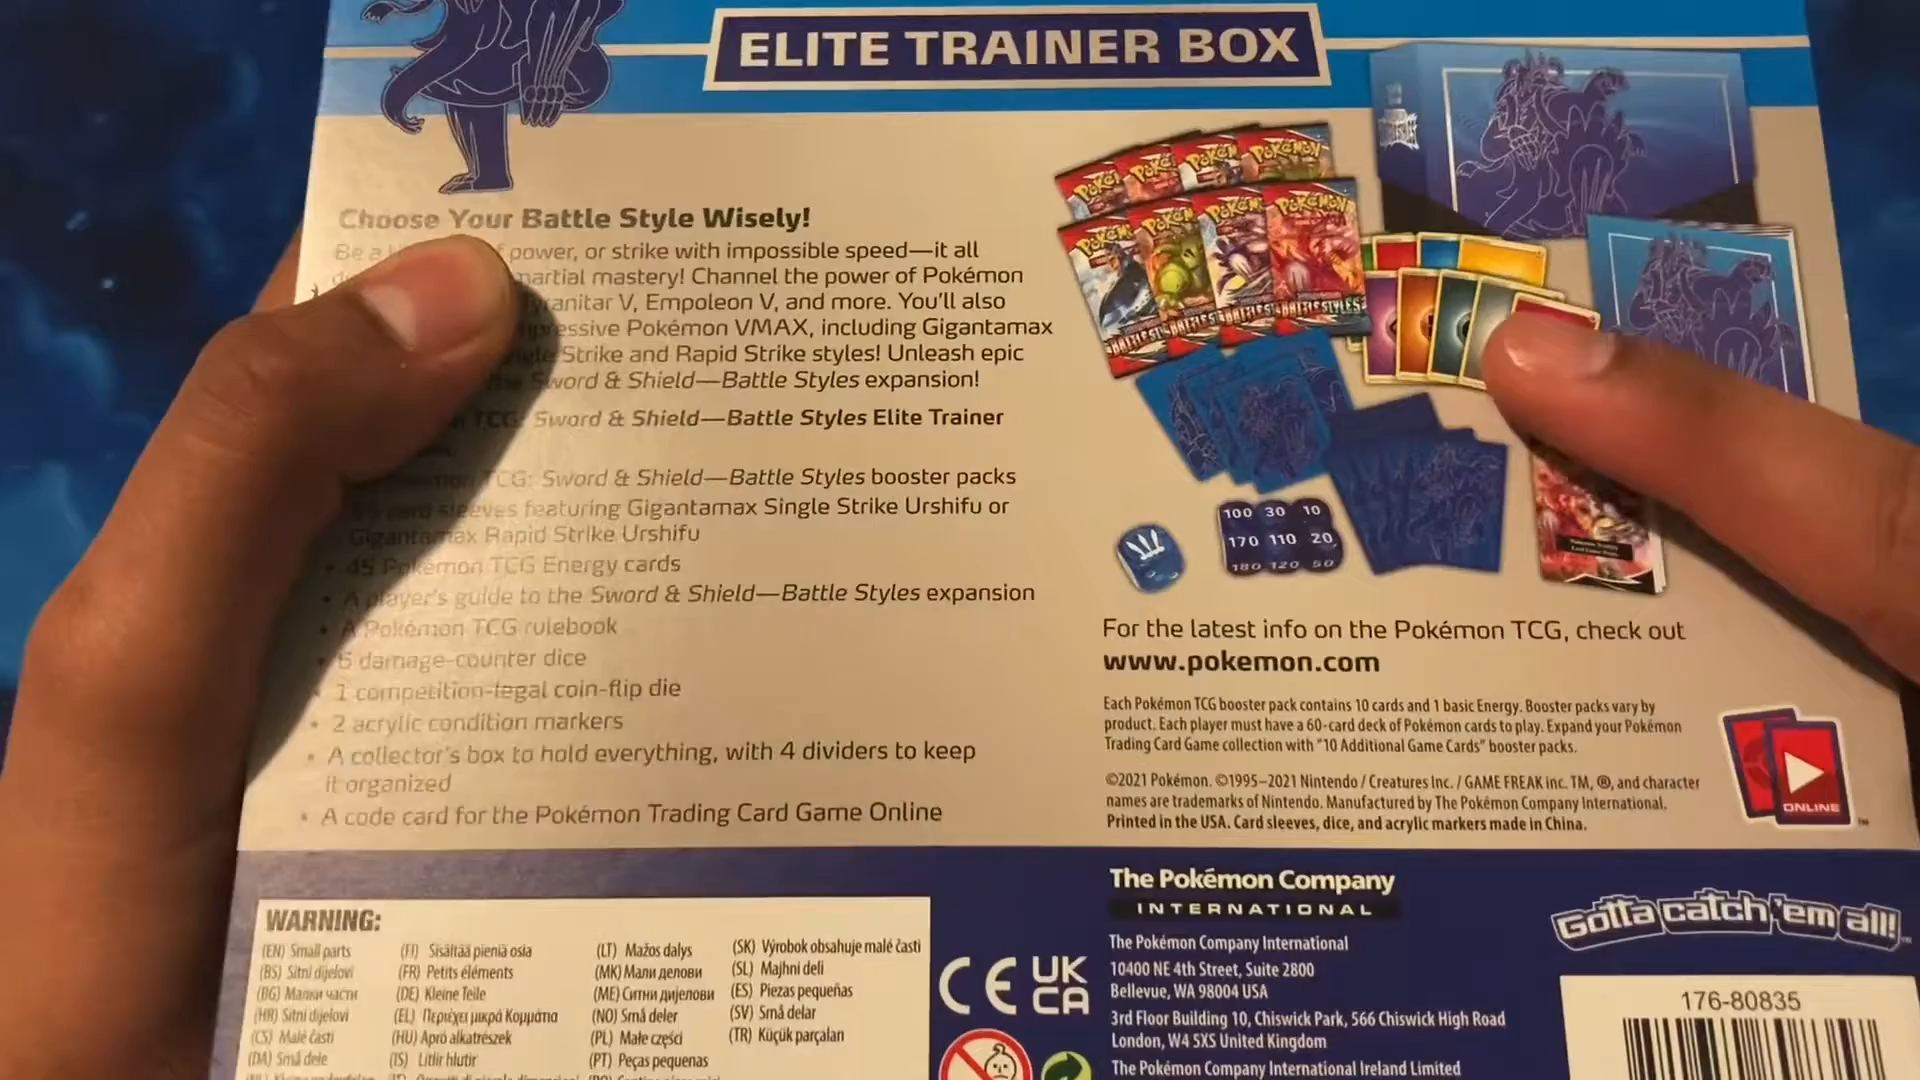 ELITE TRAINER BOX
Choose Your Battle Style Wisely!
Be a power, or strike with impossible speed—it all
martial mastery! Channel the power of Pokémon
V, Empoleon V, and more. You'll also
Pokémon VMAX, including Gigantamax
Strike and Rapid Strike styles! Unleash epic
Sword & Shield—Battle Styles expansion!
TCG: Sword & Shield—Battle Styles Elite Trainer
TCG: Sword & Shield—Battle Styles booster packs
card sleeves featuring Gigantamax Single Strike Urshifu or
Gigantamax Rapid Strike Urshifu
• 45 Pokémon TCG Energy cards
• A player's guide to the Sword & Shield—Battle Styles expansion
• A Pokémon TCG rulebook
• 6 damage-counter dice
• 1 competition-legal coin-flip die
• 2 acrylic condition markers
• A collector's box to hold everything, with 4 dividers to keep
it organized
• A code card for the Pokémon Trading Card Game Online
POKÉMON
100 30 10
170 110 20
180 120 50
For the latest info on the Pokémon TCG, check out
www.pokemon.com
Each Pokémon TCG booster pack contains 10 cards and 1 basic Energy. Booster packs vary by
product. Each player must have a 60-card deck of Pokémon cards to play. Expand your Pokémon
Trading Card Game collection with "10 Additional Game Cards" booster packs.
©2021 Pokémon. ©1995–2021 Nintendo / Creatures Inc. / GAME FREAK inc. TM, ®, and character
names are trademarks of Nintendo. Manufactured by The Pokémon Company International.
Printed in the USA. Card sleeves, dice, and acrylic markers made in China.
ONLINE
WARNING:
(EN) Small parts
(BS) Sitni dijelovi
(BG) Малки части
(HR) Sitni dijelovi
(CS) Malé části
(DA) Små dele
(FI) Sisältää pieniä osia
(FR) Petits éléments
(DE) Kleine Teile
(EL) Περιέχει μικρά Κομμάτια
(HU) Apró alkatrészek
(IS) Litlir hlutir
(LT) Mažos dalys
(MK) Мали делови
(ME) Ситни дијелови
(NO) Små deler
(PL) Małe części
(PT) Peças pequenas
(SK) Výrobok obsahuje malé časti
(SL) Majhni deli
(ES) Piezas pequeñas
(SV) Små delar
(TR) Küçük parçaları
CE UK
CA
The Pokémon Company
INTERNATIONAL
The Pokémon Company International
10400 NE 4th Street, Suite 2800
Bellevue, WA 98004 USA
3rd Floor Building 10, Chiswick Park, 566 Chiswick High Road
London, W4 5XS United Kingdom
The Pokémon Company International Ireland Limited
Gotta catch 'em all!
176-80835